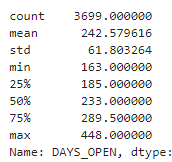 count    3699.000000
mean      242.579616
std        61.803264
min       163.000000
25%       185.000000
50%       233.000000
75%       289.500000
max       448.000000
Name: DAYS_OPEN, dtype: